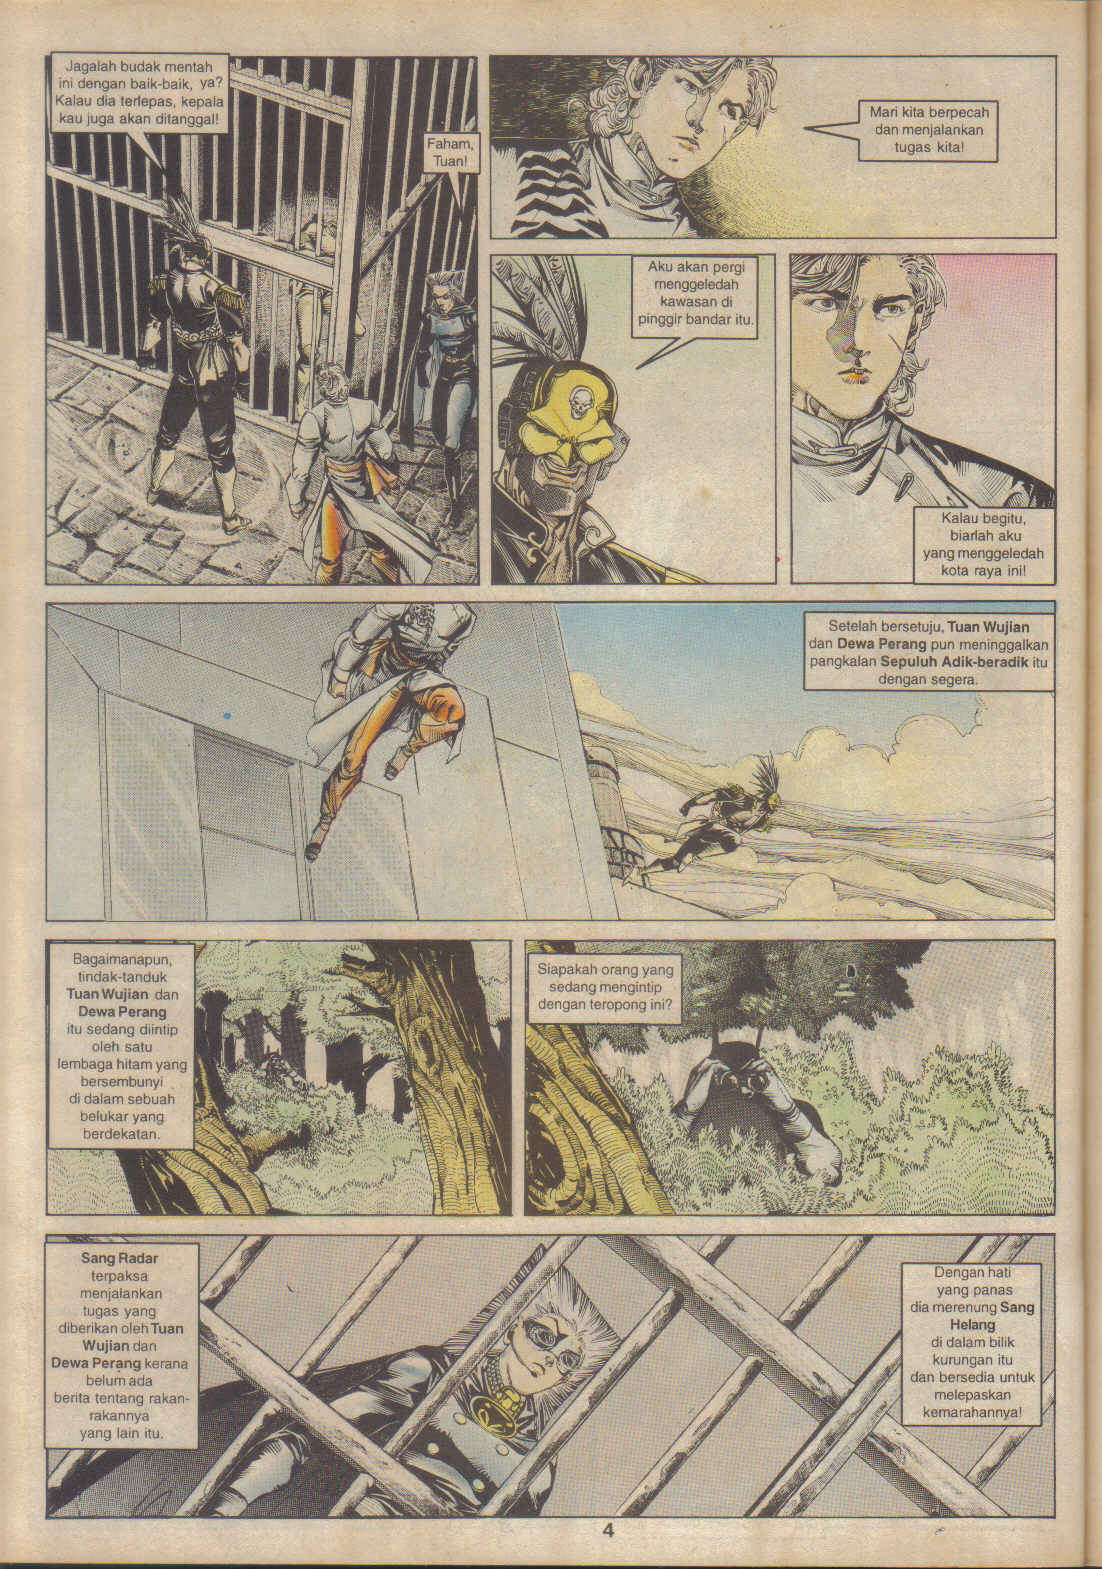 Jagalah budak mentah
ini dengan baik-baik, ya?
Kalau dia terlepas, kepala
kau juga akan ditanggal!
Faham,
Tuan!
Mari kita berpecah
dan menjalankan
tugas kita!
Aku akan pergi
menggeledah
kawasan di
pinggir bandar itu.
Kalau begitu,
biarlah aku
yang menggeledah
kota raya ini!
Setelah bersetuju, Tuan Wujian
dan Dewa Perang pun meninggalkan
pangkalan Sepuluh Adik-beradik itu
dengan segera.
Bagaimanapun,
tindak-tanduk
Tuan Wujian dan
Dewa Perang
itu sedang diintip
oleh satu
lembaga hitam yang
bersembunyi
di dalam sebuah
belukar yang
berdekatan.
Siapakah orang yang
sedang mengintip
dengan teropong ini?
Sang Radar
terpaksa
menjalankan
tugas yang
diberikan oleh Tuan
Wujian dan
Dewa Perang kerana
belum ada
berita tentang rakan-
rakannya
yang lain itu.
Dengan hati
yang panas
dia merenung Sang
Helang
di dalam bilik
kurungan itu
dan bersedia untuk
melepaskan
kemarahannya!
4